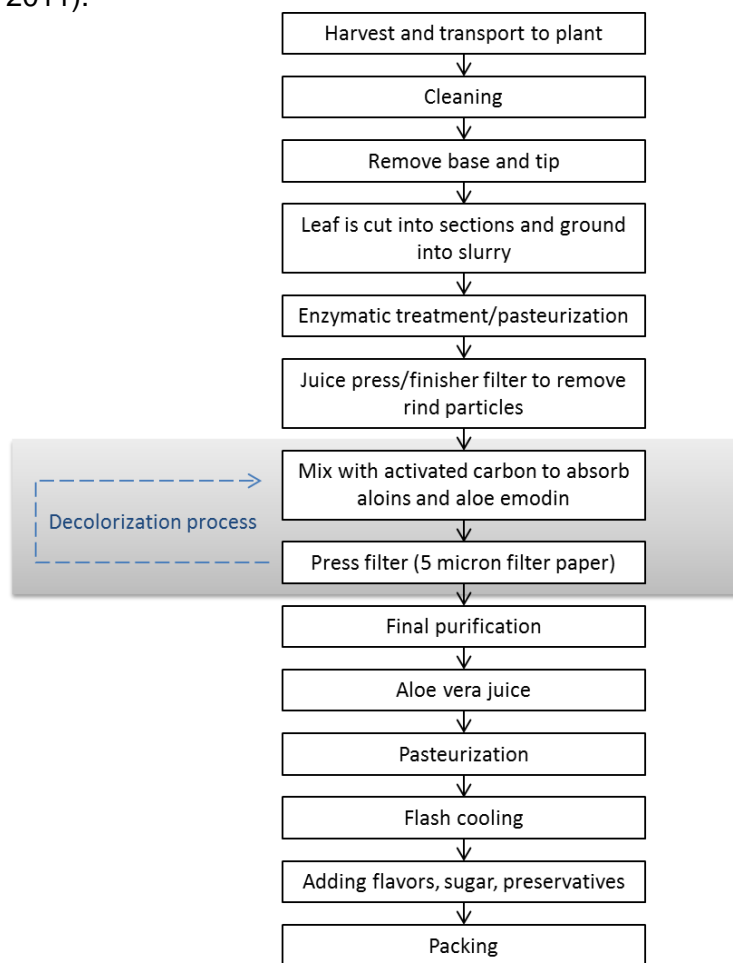 2011).
Harvest and transport to plant
Cleaning
Remove base and tip
Leaf is cut into sections and ground
into slurry
Enzymatic treatment/pasteurization
Juice press/finisher filter to remove
rind particles
Mix with activated carbon to absorb
aloins and aloe emodin
Decolorization process
Press filter (5 micron filter paper)
Final purification
Aloe vera juice
Pasteurization
Flash cooling
Adding flavors, sugar, preservatives
Packing